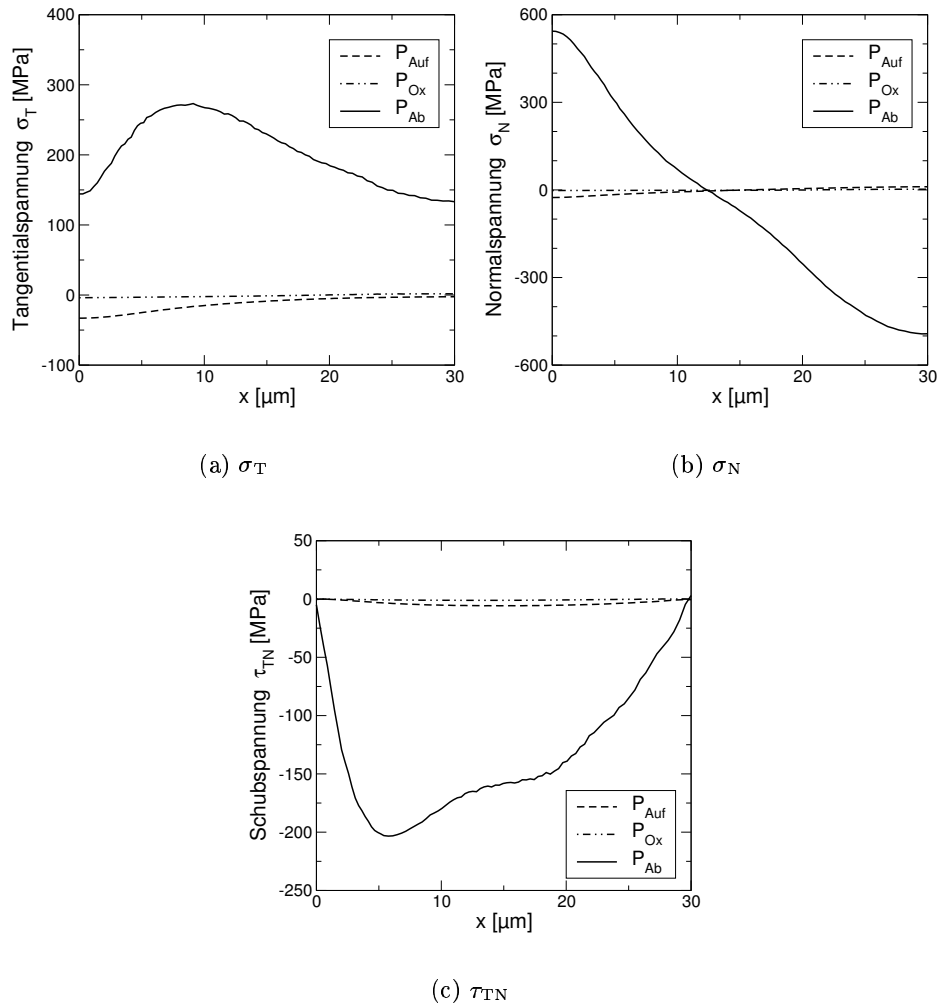 400
300
200
100
0
-100
0
10
20
30
Tangentialspannung σT [MPa]
x [µm]
PAuf
POx
PAb
(a) σT
600
300
0
-300
-600
0
10
20
30
Normalspannung σN [MPa]
x [µm]
PAuf
POx
PAb
(b) σN
50
0
-50
-100
-150
-200
-250
0
10
20
30
Schubspannung τTN [MPa]
x [µm]
PAuf
POx
PAb
(c) τTN